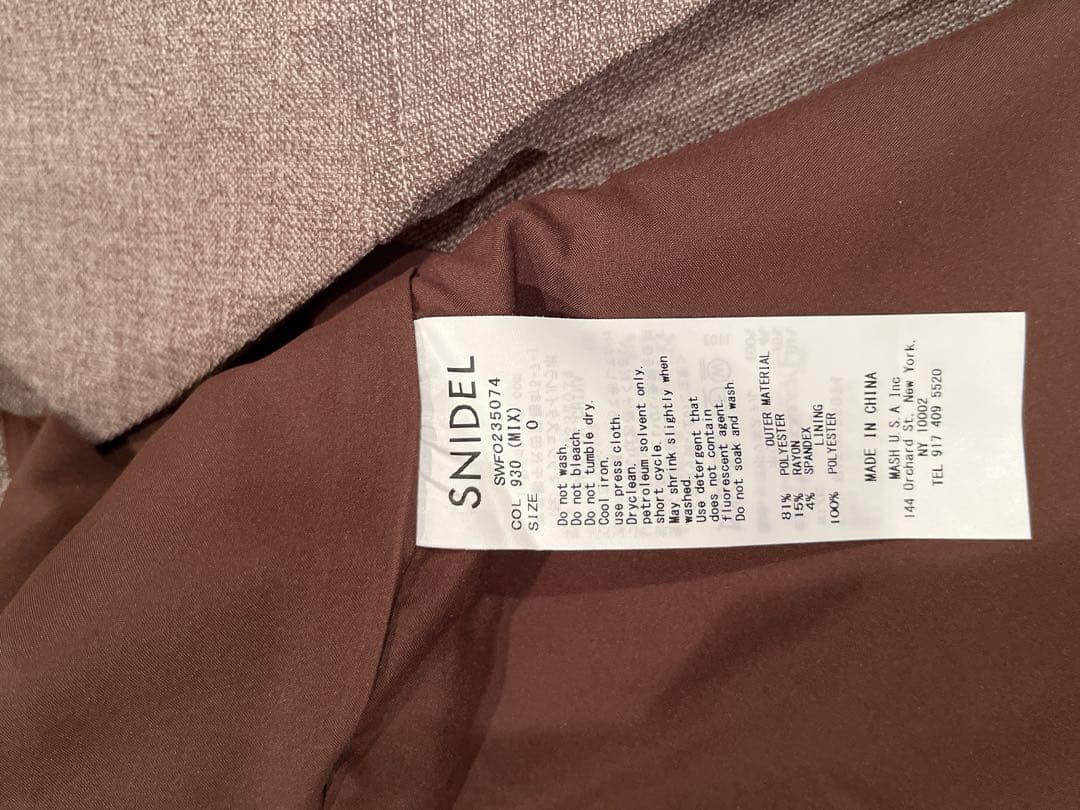 SNIDEL
SWFO235074
COL 930 (MIX)
SIZE 0
Do not wash.
Do not bleach.
Do not tumble dry.
Cool iron.
use press cloth.
Dryclean.
petroleum solvent only,
short cycle.
May shrink slightly when
washed.
Use detergent that
does not contain
fluorescent agent.
Do not soak and wash
OUTER MATERIAL
81% POLYESTER
15% RAYON
4% SPANDEX
LINING
100% POLYESTER
MADE IN CHINA
MASH U.S.A Inc
144 Orchard St. New York,
NY 10002
TEL 917 409 5520